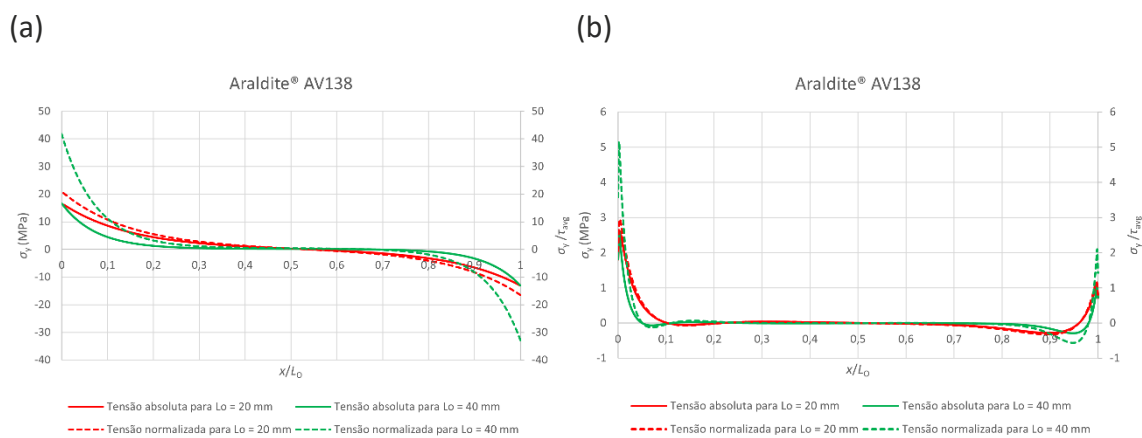 (a)
Araldite® AV138
50
40
30
20
10
0
-10
-20
-30
-40
σy (MPa)
0 0,1 0,2 0,3 0,4 0,5 0,6 0,7 0,8 0,9 1
50
40
30
20
10
0
-10
-20
-30
-40
σy /τavg
x/LO
Tensão absoluta para Lo = 20 mm Tensão absoluta para Lo = 40 mm
Tensão normalizada para Lo = 20 mm Tensão normalizada para Lo = 40 mm
(b)
Araldite® AV138
6
5
4
3
2
1
0
-1
σy (MPa)
0 0,1 0,2 0,3 0,4 0,5 0,6 0,7 0,8 0,9 1
6
5
4
3
2
1
0
-1
σy /τavg
x/LO
Tensão absoluta para Lo = 20 mm Tensão absoluta para Lo = 40 mm
Tensão normalizada para Lo = 20 mm Tensão normalizada para Lo = 40 mm